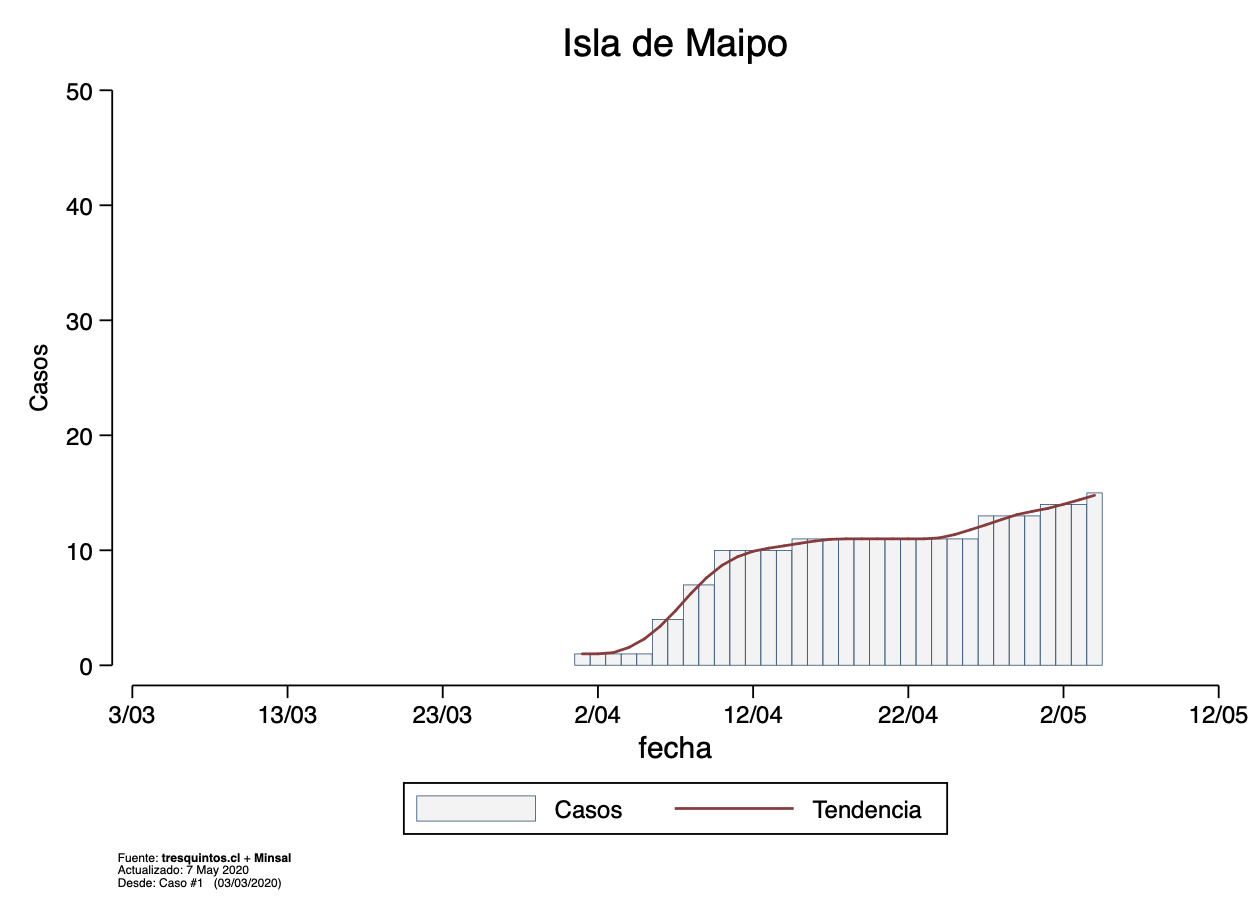 Isla de Maipo
50
40
30
20
10
0
Casos
3/03 13/03 23/03 2/04 12/04 22/04 2/05 12/05
fecha
Casos Tendencia
Fuente: tresquintos.cl + Minsal
Actualizado: 7 May 2020
Desde: Caso #1 (03/03/2020)